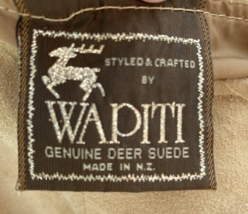 STYLED & CRAFTED
BY
WAPITI
GENUINE DEER SUEDE
MADE IN N.Z.